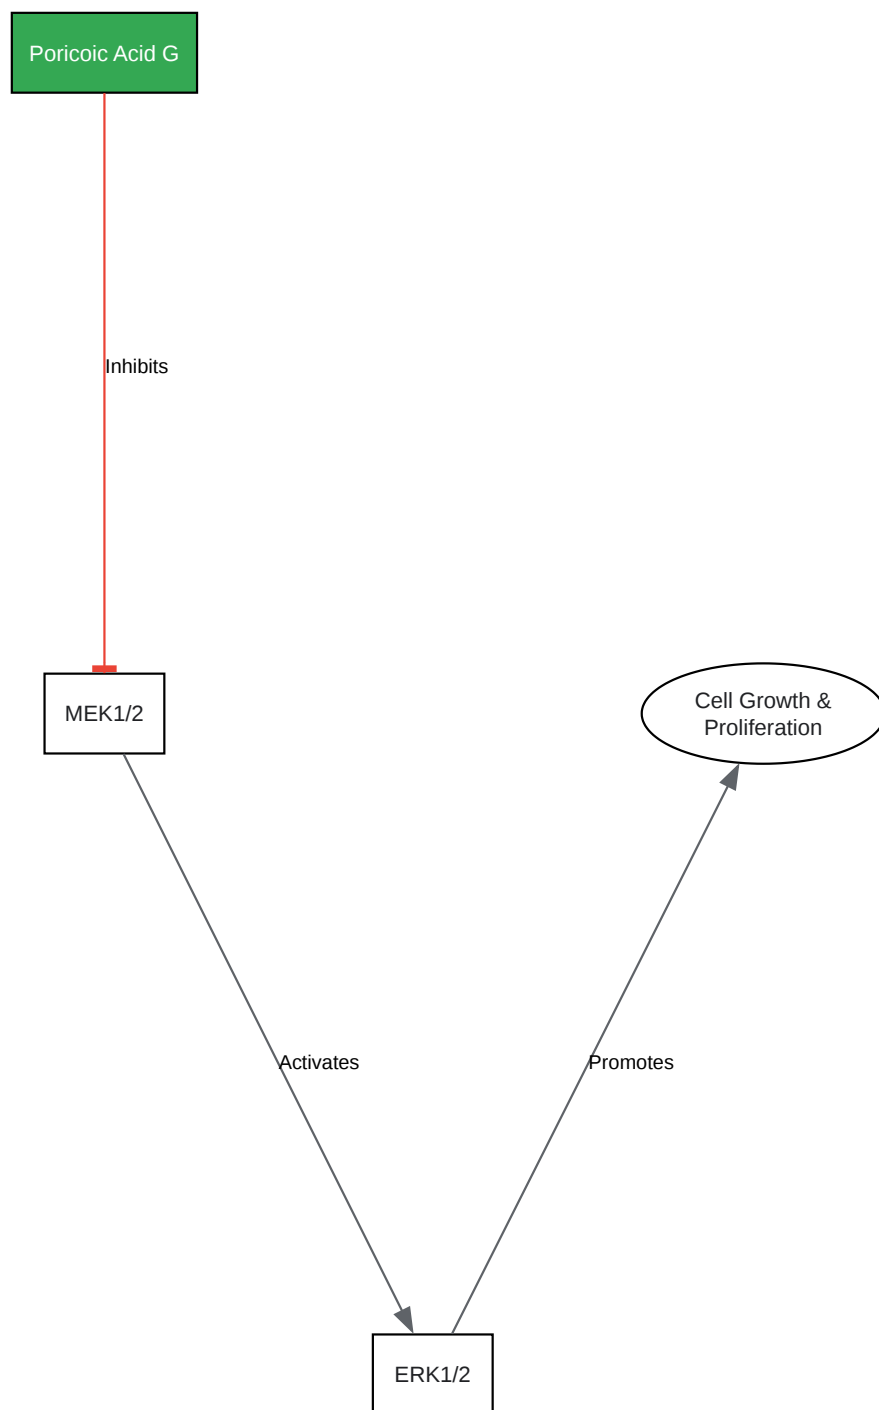 Poricoic Acid G
Inhibits
MEK1/2
Cell Growth &
Proliferation
Activates
Promotes
ERK1/2